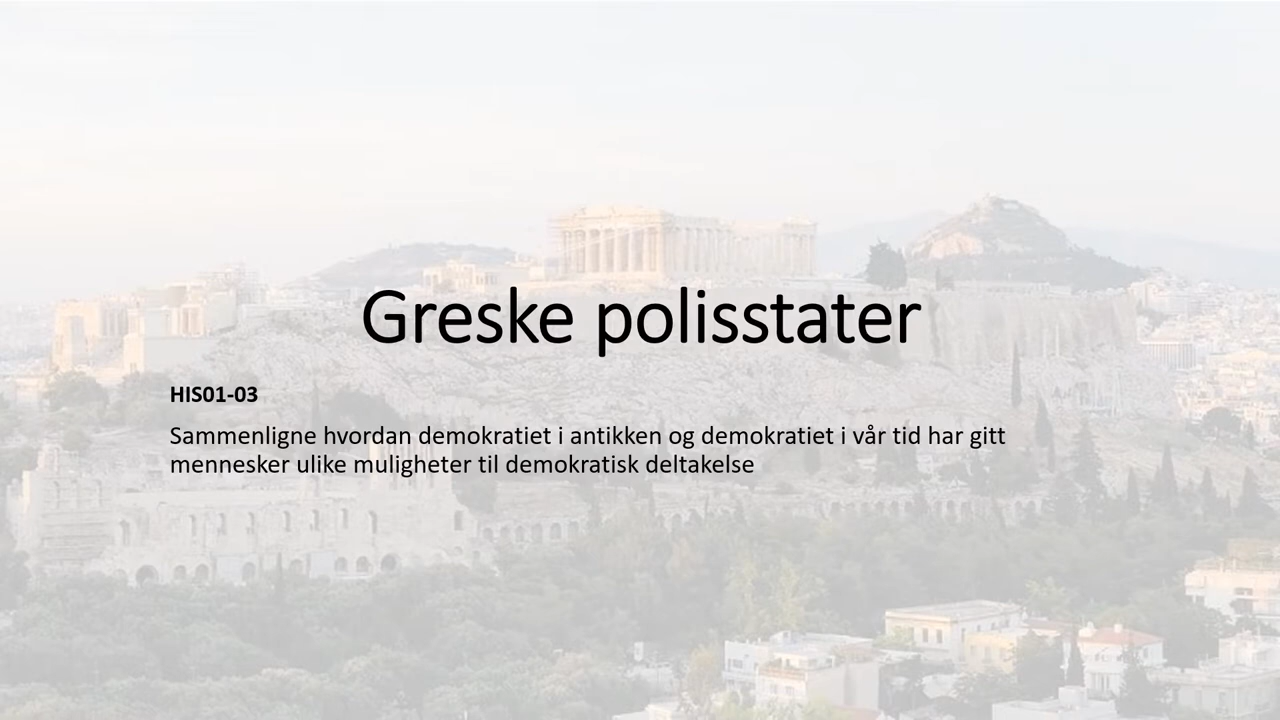 Greske polisstater
HIS01-03
Sammenligne hvordan demokratiet i antikken og demokratiet i vår tid har gitt
mennesker ulike muligheter til demokratisk deltakelse